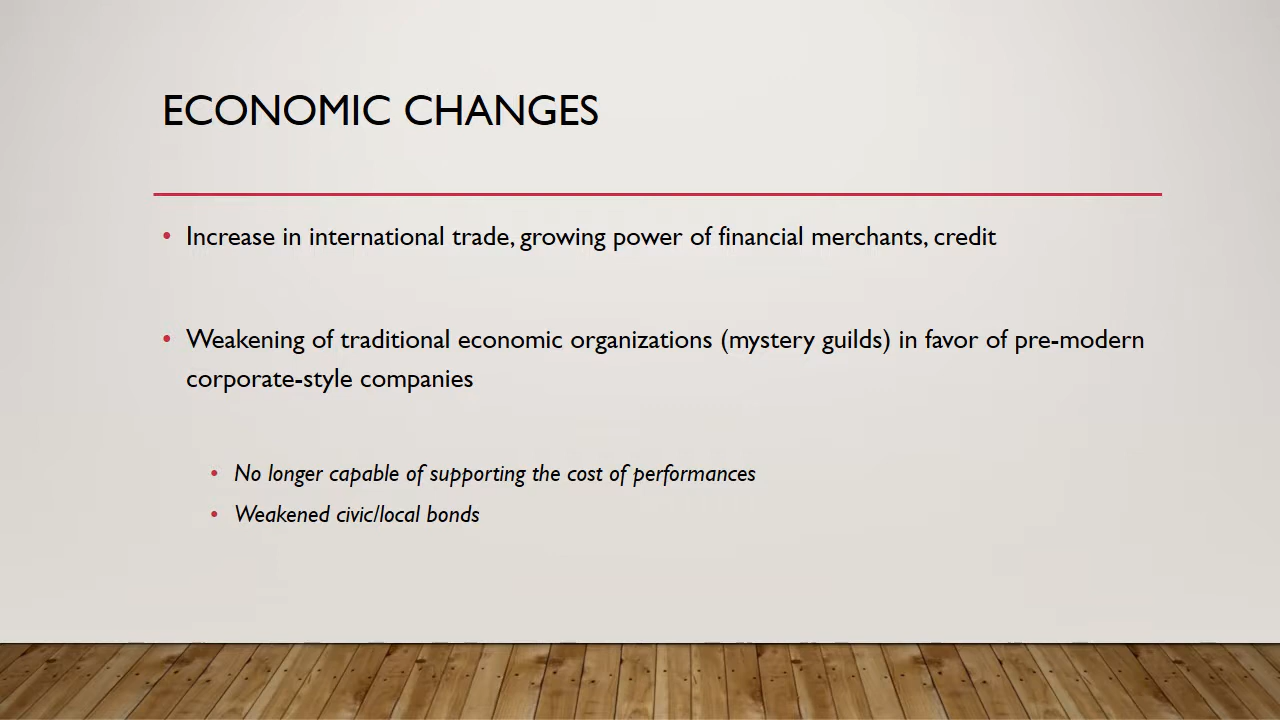 ECONOMIC CHANGES
• Increase in international trade, growing power of financial merchants, credit
• Weakening of traditional economic organizations (mystery guilds) in favor of pre-modern
corporate-style companies
• No longer capable of supporting the cost of performances
• Weakened civic/local bonds